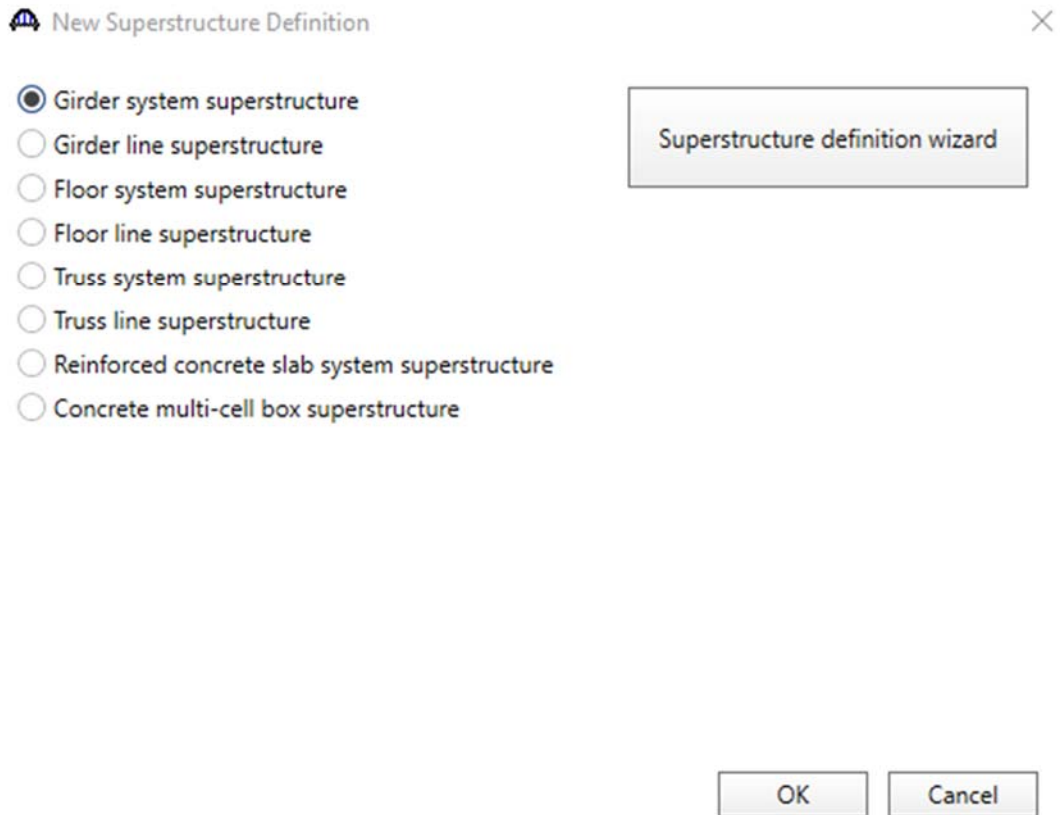 New Superstructure Definition
Girder system superstructure
Superstructure definition wizard
Girder line superstructure
Floor system superstructure
Floor line superstructure
Truss system superstructure
Truss line superstructure
Reinforced concrete slab system superstructure
Concrete multi-cell box superstructure
OK
Cancel